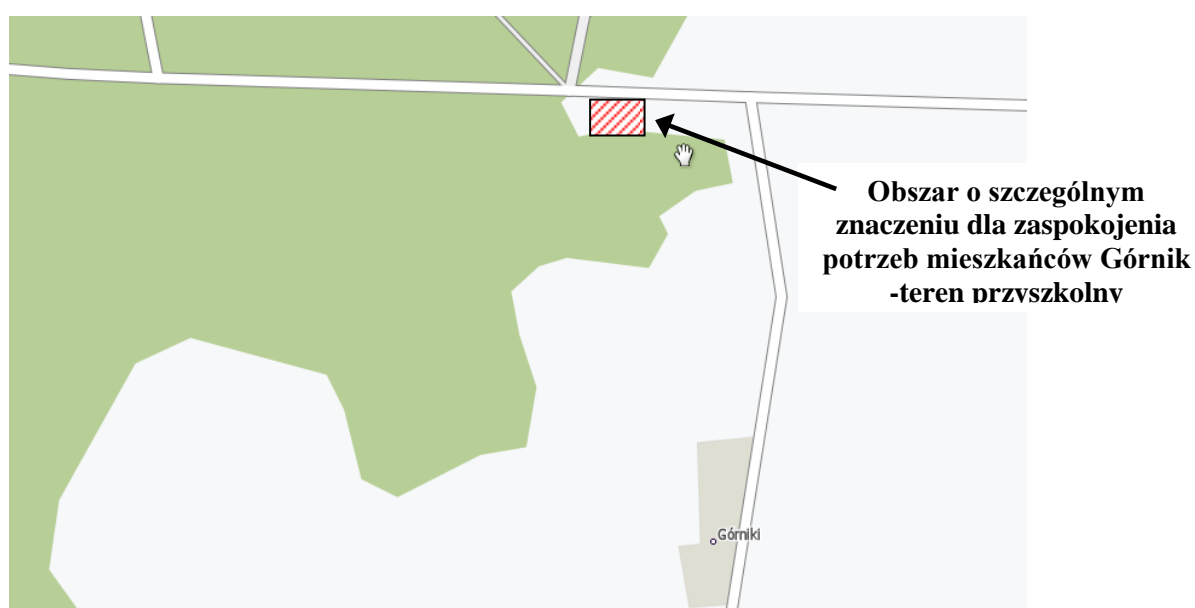 Obszar o szczególnym
znaczeniu dla zaspokojenia
potrzeb mieszkańców Górnik
-teren przyszkolny
Górniki